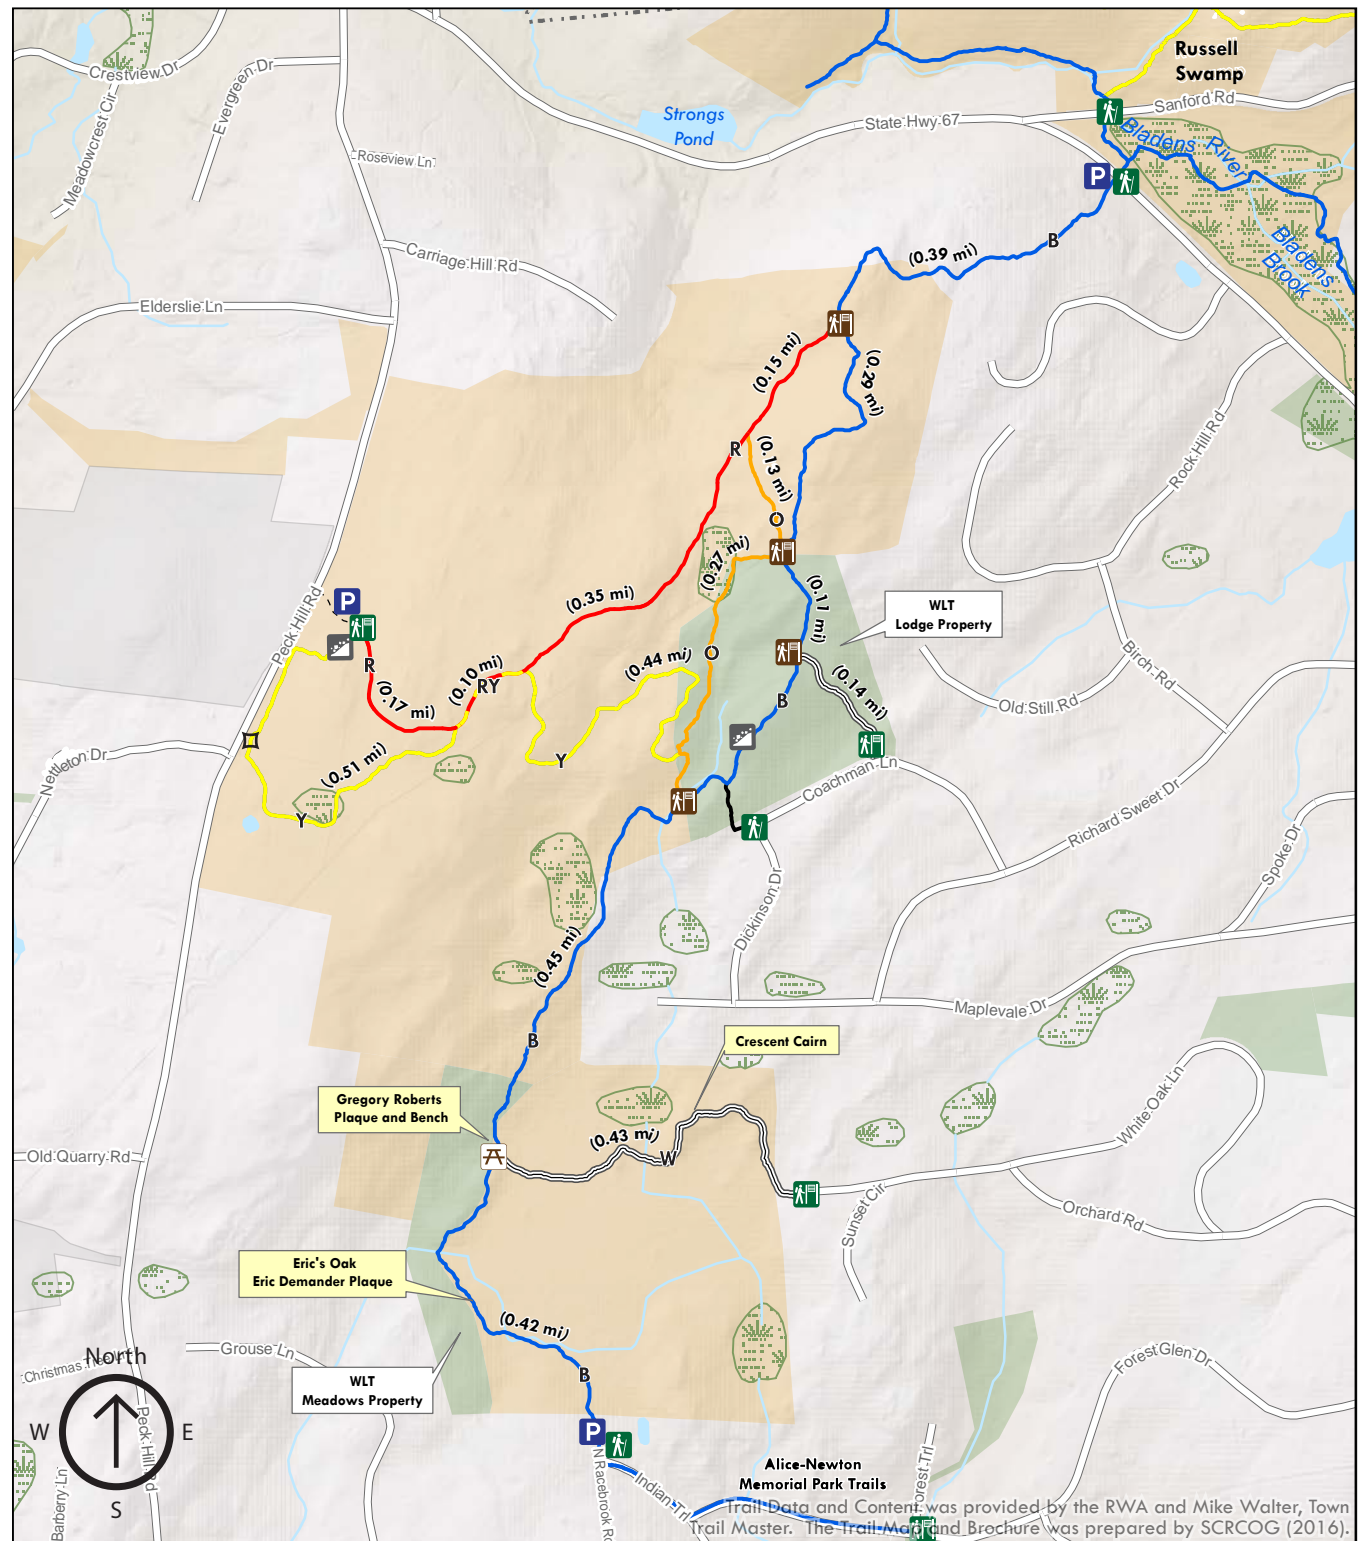 Russell
Swamp
Crestview Dr
Evergreen Dr
Meadowcrest Cir
Strongs
Pond
State Hwy 67
Sanford Rd
Bladens River
Roseview Ln
P
Bladens
Brook
Carriage Hill Rd
(0.39 mi)
B
Elderslie Ln
(0.15 mi)
(0.29 mi)
R
(0.13 mi)
Rock Hill Rd
O
(0.27 mi)
Peck Hill Rd
P
(0.35 mi)
(0.11 mi)
WLT
Lodge Property
R
(0.10 mi)
RY
(0.44 mi)
O
(0.14 mi)
Birch Rd
(0.17 mi)
B
Old Still Rd
Nettleton Dr
(0.51 mi)
Y
Coachman Ln
Y
Richard Sweet Dr
Spoke Dr
Dickinson Dr
(0.45 mi)
Maplevale Dr
B
Crescent Cairn
Gregory Roberts
Plaque and Bench
White Oak Ln
(0.43 mi)
W
Old Quarry Rd
Sunset Cir
Orchard Rd
Eric's Oak
Eric Demander Plaque
(0.42 mi)
Grouse Ln
Forest Glen Dr
North
W
E
S
WLT
Meadows Property
B
Peck Hill Rd
P
Barberry Ln
N Racebrook Rd
Indian Trl
Forest Trl
Alice-Newton
Memorial Park Trails
Trail Data and Content was provided by the RWA and Mike Walter, Town
Trail Master. The Trail Map and Brochure was prepared by SCRCOG (2016).